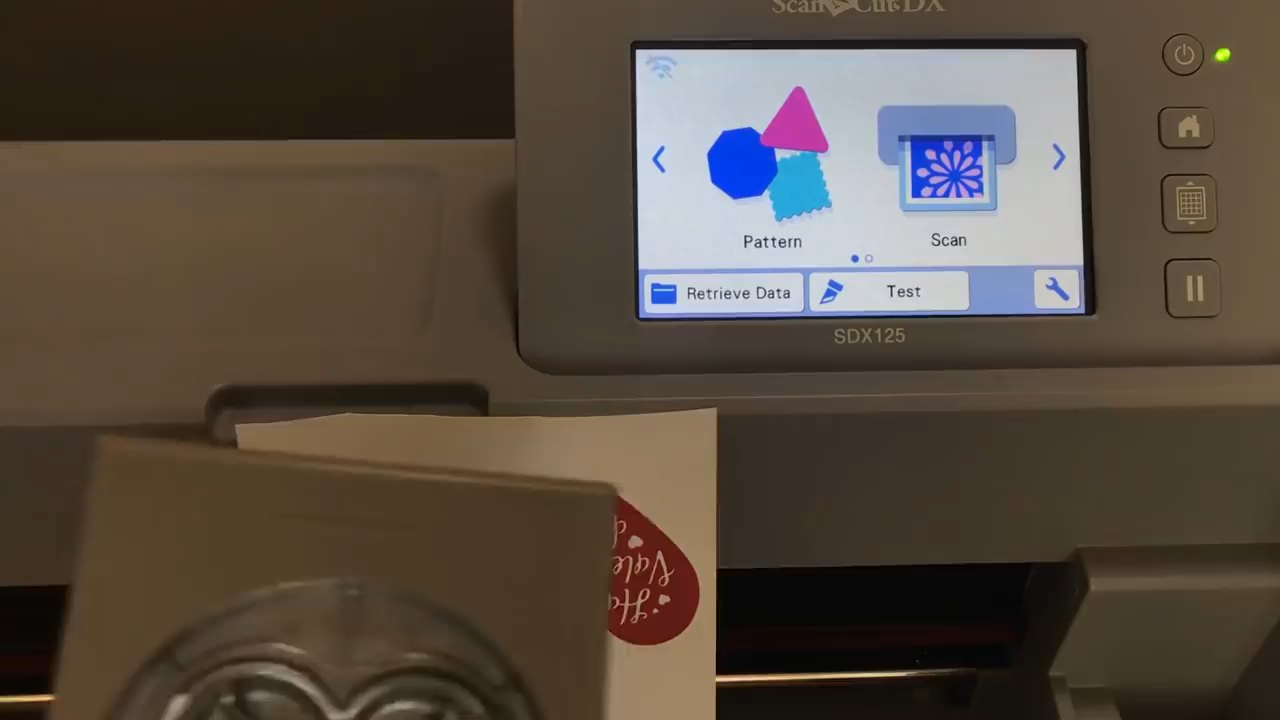 ScanNCut DX
Pattern
Scan
Retrieve Data
Test
SDX125